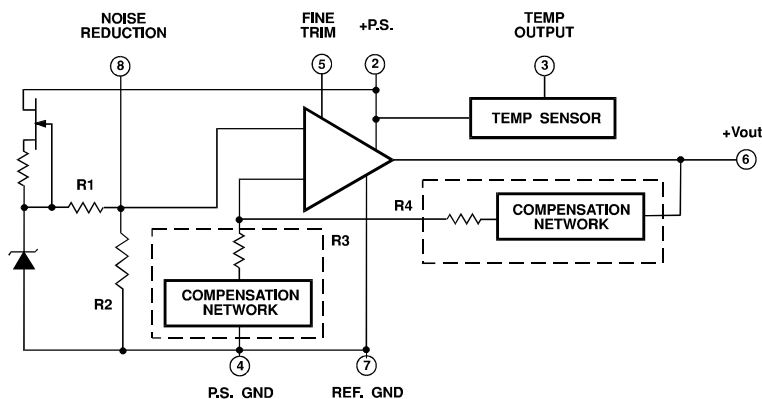 NOISE
REDUCTION
FINE
TRIM
+P.S.
TEMP
OUTPUT
8
5
2
3
TEMP SENSOR
+Vout
6
R1
R4
COMPENSATION
NETWORK
R3
R2
COMPENSATION
NETWORK
4
7
P.S. GND
REF. GND